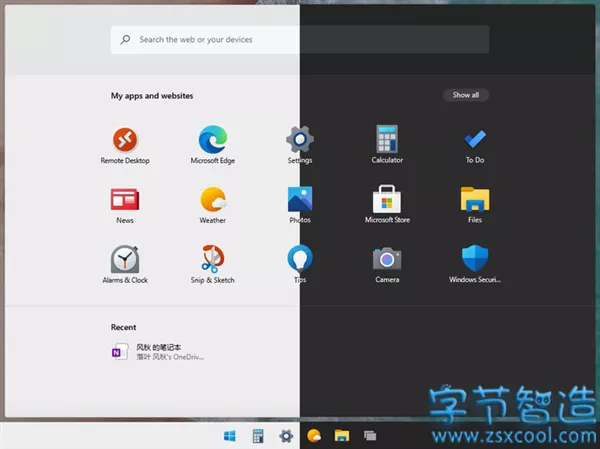 Search the web or your devices
My apps and websites
Show all
Remote Desktop
Microsoft Edge
Settings
Calculator
To Do
News
Weather
Photos
Microsoft Store
Files
Alarms & Clock
Snip & Sketch
Tips
Camera
Windows Securi...
Recent
风秋 的笔记本
落叶 风秋's OneDriv...
字节智造
www.zsxcool.com